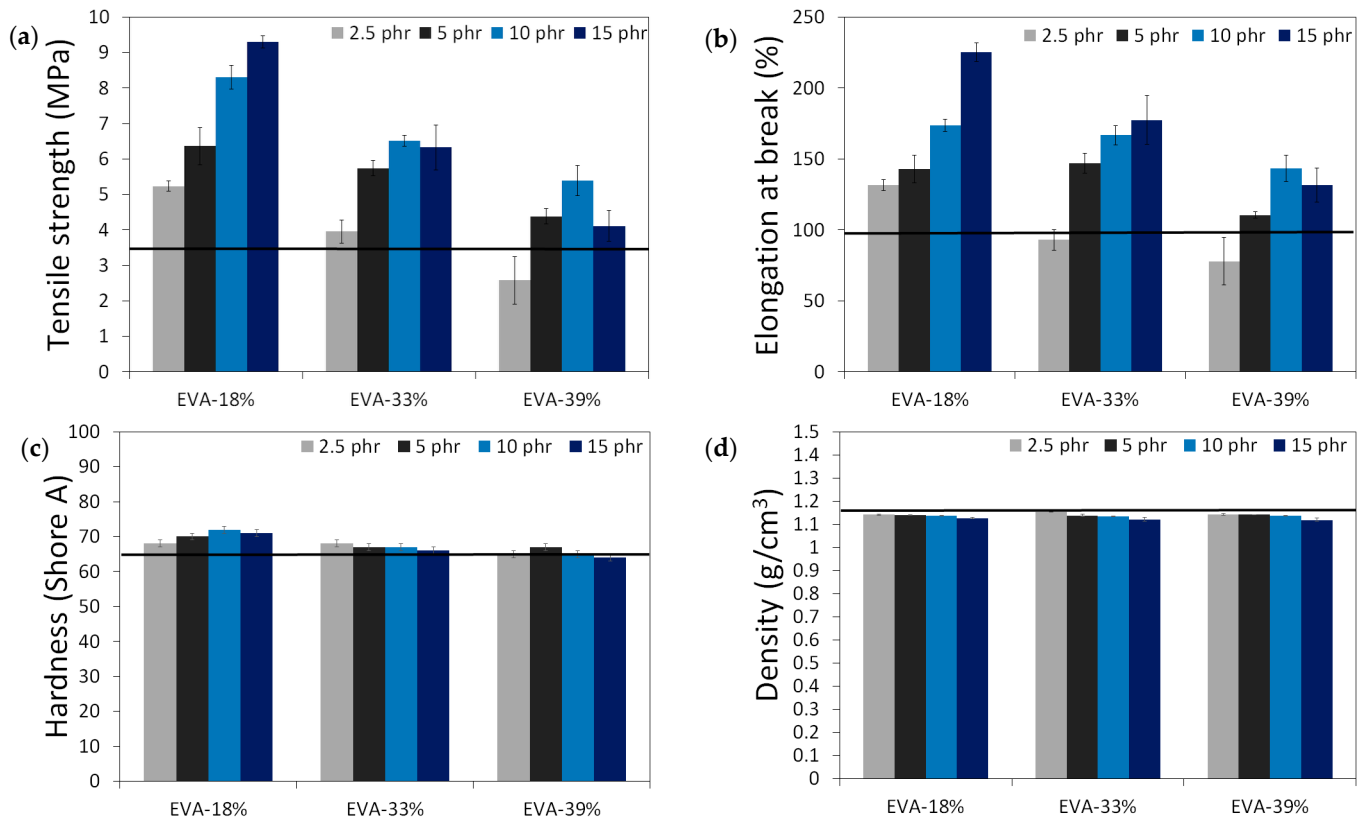 (a)
Tensile strength (MPa)
10
9
8
7
6
5
4
3
2
1
0
2.5 phr 5 phr 10 phr 15 phr
EVA-18% EVA-33% EVA-39%
(b)
Elongation at break (%)
250
200
150
100
50
0
2.5 phr 5 phr 10 phr 15 phr
EVA-18% EVA-33% EVA-39%
(c)
Hardness (Shore A)
100
90
80
70
60
50
40
30
20
10
0
2.5 phr 5 phr 10 phr 15 phr
EVA-18% EVA-33% EVA-39%
(d)
Density (g/cm³)
1.5
1.4
1.3
1.2
1.1
1
0.9
0.8
0.7
0.6
0.5
0.4
0.3
0.2
0.1
0
2.5 phr 5 phr 10 phr 15 phr
EVA-18% EVA-33% EVA-39%